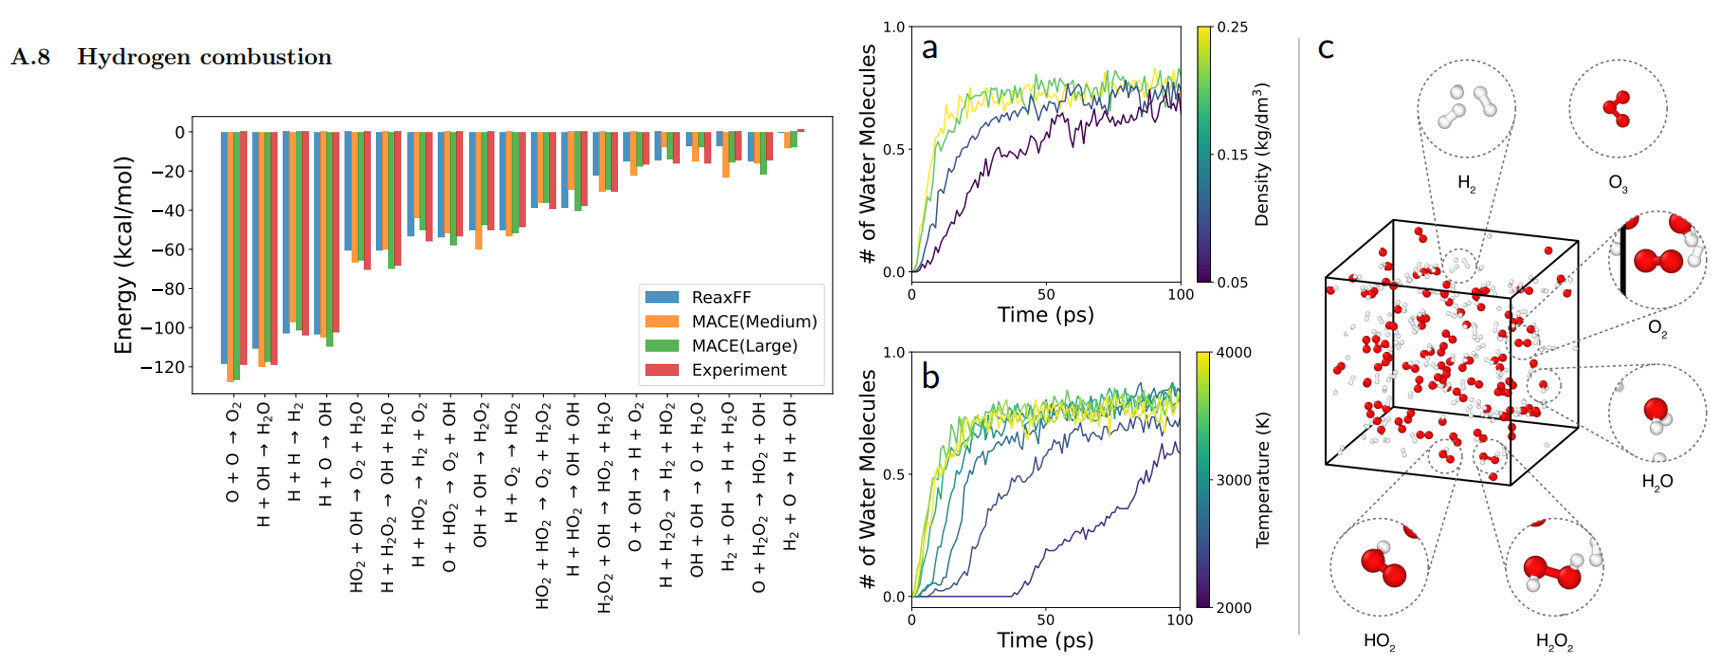 A.8 Hydrogen combustion
Energy (kcal/mol)
0
−20
−40
−60
−80
−100
−120
ReaxFF
MACE(Medium)
MACE(Large)
Experiment
O + O → O₂
H + OH → H₂O
H + H → H₂
H + O → OH
HO₂ + OH → O₂ + H₂O
H + H₂O₂ → OH + H₂O
H + HO₂ → H₂ + O₂
O + HO₂ → O₂ + OH
OH + OH → H₂O₂
H + O₂ → HO₂
HO₂ + HO₂ → O₂ + H₂O₂
H + HO₂ → OH + OH
H₂O₂ + OH → HO₂ + H₂O
O + OH → H + O₂
H + H₂O₂ → H₂ + HO₂
OH + OH → O + H₂O
H₂ + OH → H + H₂O
O + H₂O₂ → HO₂ + OH
H₂ + O → H + OH
a
# of Water Molecules
1.0
0.5
0.0
0
50
100
Time (ps)
0.25
0.15
0.05
Density (kg/dm³)
b
# of Water Molecules
1.0
0.5
0.0
0
50
100
Time (ps)
4000
3000
2000
Temperature (K)
c
H₂
O₃
O₂
H₂O
HO₂
H₂O₂